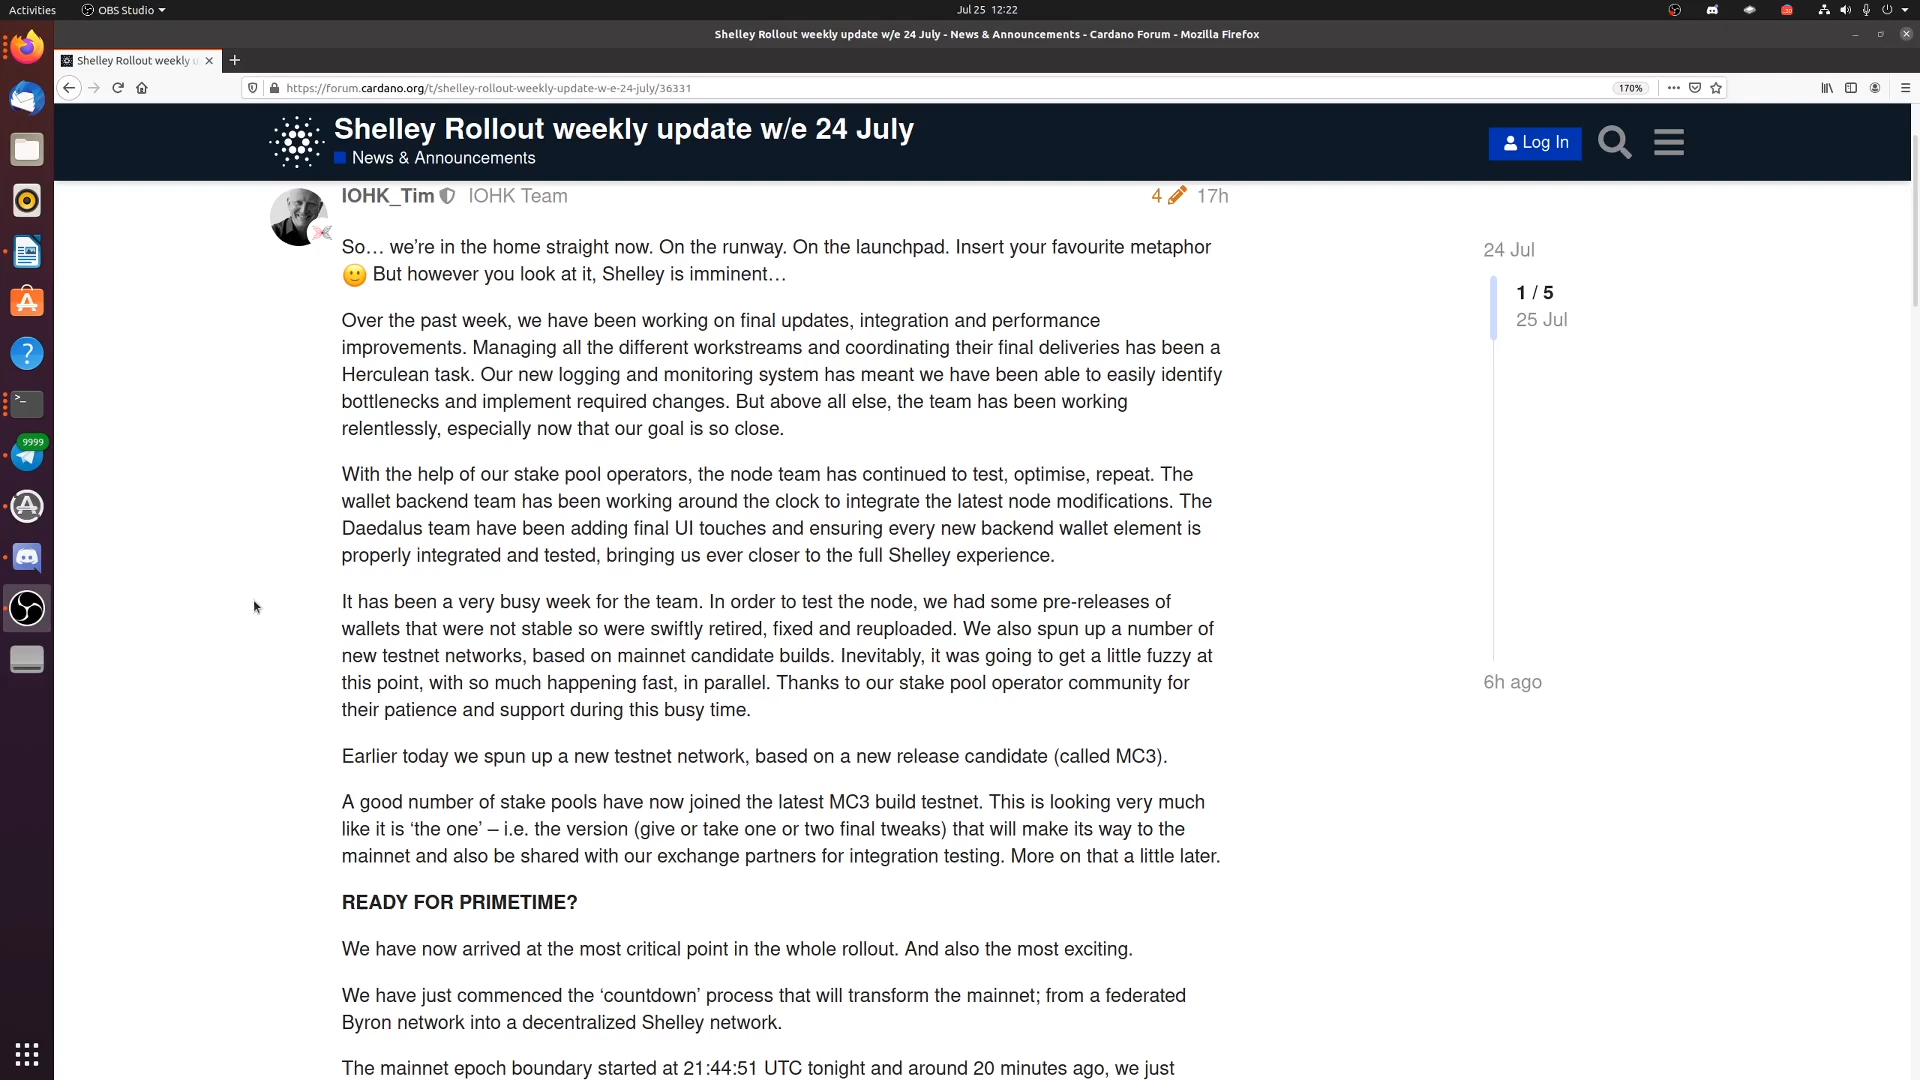 Activities
OBS Studio
Jul 25 12:22
Shelley Rollout weekly update w/e 24 July - News & Announcements - Cardano Forum - Mozilla Firefox
Shelley Rollout weekly u
https://forum.cardano.org/t/shelley-rollout-weekly-update-w-e-24-july/36331
170%
Shelley Rollout weekly update w/e 24 July
News & Announcements
Log In
IOHK_Tim IOHK Team
4 17h
So… we’re in the home straight now. On the runway. On the launchpad. Insert your favourite metaphor
But however you look at it, Shelley is imminent…
Over the past week, we have been working on final updates, integration and performance
improvements. Managing all the different workstreams and coordinating their final deliveries has been a
Herculean task. Our new logging and monitoring system has meant we have been able to easily identify
bottlenecks and implement required changes. But above all else, the team has been working
relentlessly, especially now that our goal is so close.
With the help of our stake pool operators, the node team has continued to test, optimise, repeat. The
wallet backend team has been working around the clock to integrate the latest node modifications. The
Daedalus team have been adding final UI touches and ensuring every new backend wallet element is
properly integrated and tested, bringing us ever closer to the full Shelley experience.
It has been a very busy week for the team. In order to test the node, we had some pre-releases of
wallets that were not stable so were swiftly retired, fixed and reuploaded. We also spun up a number of
new testnet networks, based on mainnet candidate builds. Inevitably, it was going to get a little fuzzy at
this point, with so much happening fast, in parallel. Thanks to our stake pool operator community for
their patience and support during this busy time.
Earlier today we spun up a new testnet network, based on a new release candidate (called MC3).
A good number of stake pools have now joined the latest MC3 build testnet. This is looking very much
like it is ‘the one’ – i.e. the version (give or take one or two final tweaks) that will make its way to the
mainnet and also be shared with our exchange partners for integration testing. More on that a little later.
READY FOR PRIMETIME?
We have now arrived at the most critical point in the whole rollout. And also the most exciting.
We have just commenced the ‘countdown’ process that will transform the mainnet; from a federated
Byron network into a decentralized Shelley network.
The mainnet epoch boundary started at 21:44:51 UTC tonight and around 20 minutes ago, we just
24 Jul
1 / 5
25 Jul
6h ago
9999